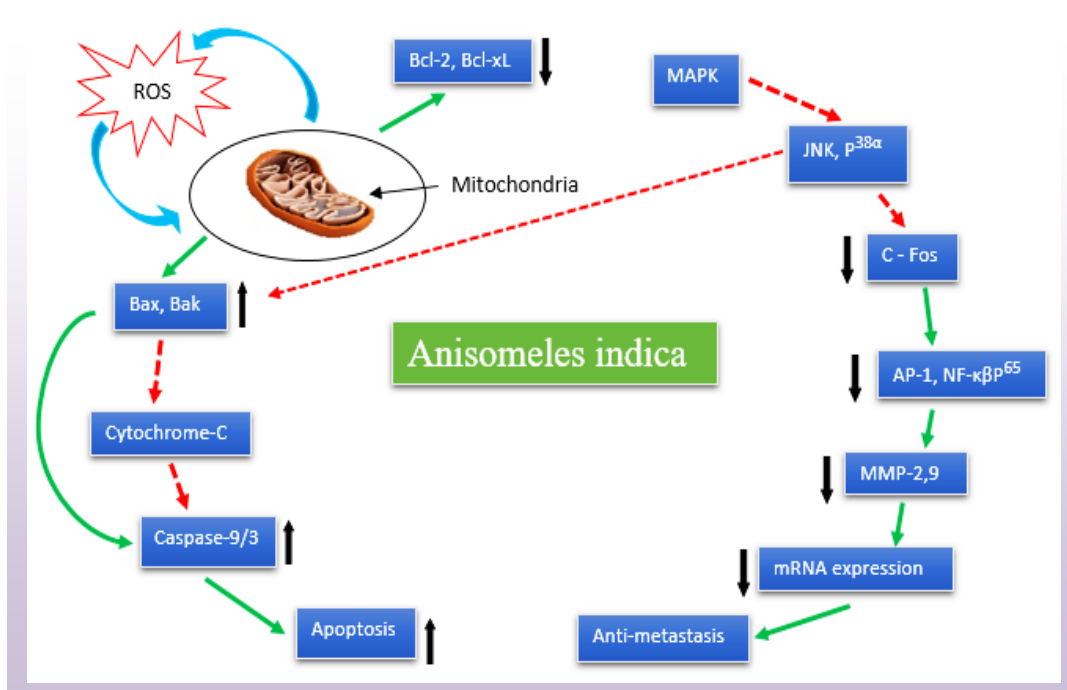 ROS
Bcl-2, Bcl-xL
MAPK
JNK, P38α
Mitochondria
C - Fos
Bax, Bak
Anisomeles indica
AP-1, NF-κβP65
Cytochrome-C
MMP-2,9
Caspase-9/3
mRNA expression
Apoptosis
Anti-metastasis